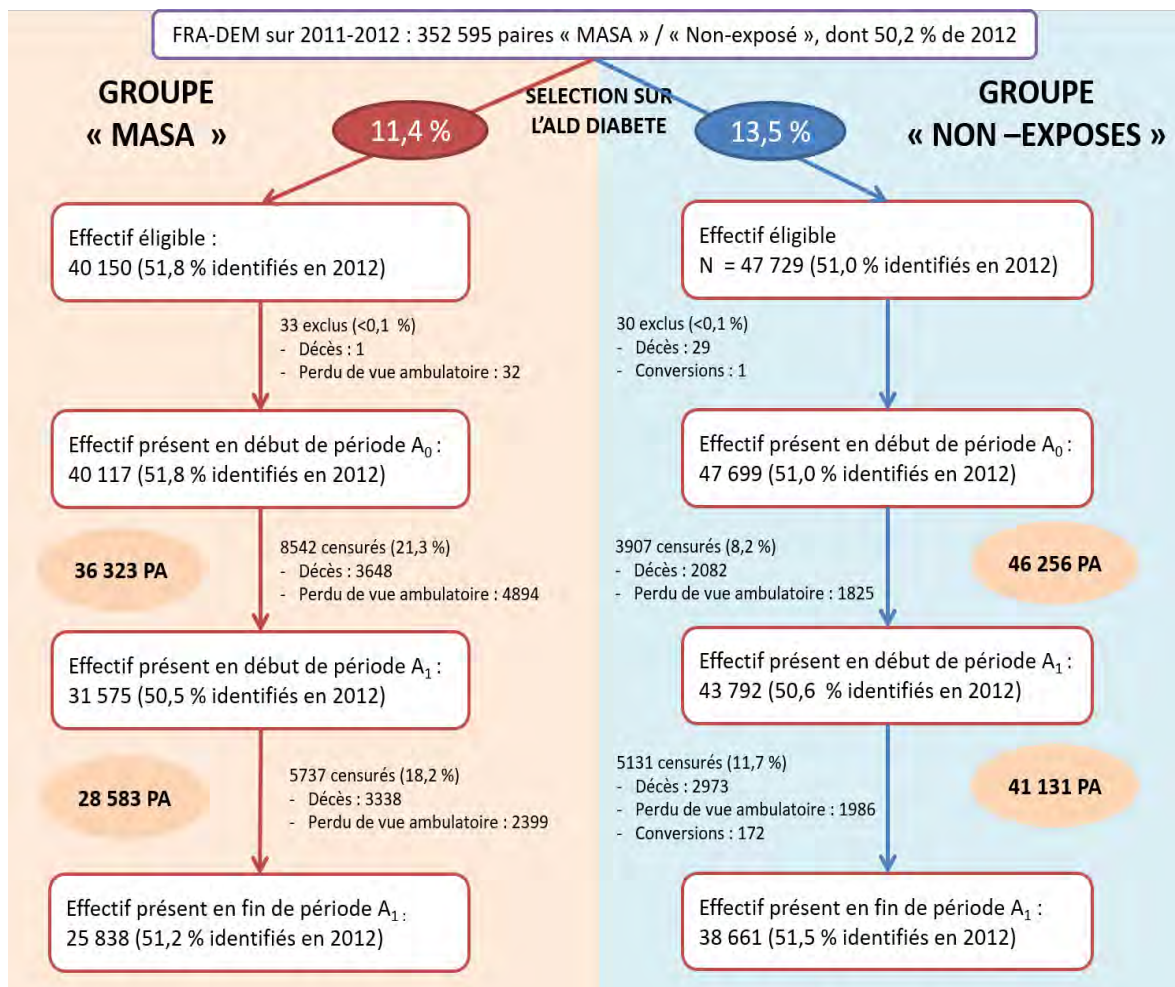 FRA-DEM sur 2011-2012 : 352 595 paires « MASA » / « Non-exposé », dont 50,2 % de 2012
GROUPE
« MASA »
11,4 %
SELECTION SUR
L'ALD DIABETE
13,5 %
GROUPE
« NON –EXPOSES »
Effectif éligible :
40 150 (51,8 % identifiés en 2012)
Effectif éligible
N = 47 729 (51,0 % identifiés en 2012)
33 exclus (<0,1 %)
- Décès : 1
- Perdu de vue ambulatoire : 32
30 exclus (<0,1 %)
- Décès : 29
- Conversions : 1
Effectif présent en début de période A₀ :
40 117 (51,8 % identifiés en 2012)
Effectif présent en début de période A₀ :
47 699 (51,0 % identifiés en 2012)
36 323 PA
8542 censurés (21,3 %)
- Décès : 3648
- Perdu de vue ambulatoire : 4894
3907 censurés (8,2 %)
- Décès : 2082
- Perdu de vue ambulatoire : 1825
46 256 PA
Effectif présent en début de période A₁ :
31 575 (50,5 % identifiés en 2012)
Effectif présent en début de période A₁ :
43 792 (50,6 % identifiés en 2012)
28 583 PA
5737 censurés (18,2 %)
- Décès : 3338
- Perdu de vue ambulatoire : 2399
5131 censurés (11,7 %)
- Décès : 2973
- Perdu de vue ambulatoire : 1986
- Conversions : 172
41 131 PA
Effectif présent en fin de période A₁ :
25 838 (51,2 % identifiés en 2012)
Effectif présent en fin de période A₁ :
38 661 (51,5 % identifiés en 2012)